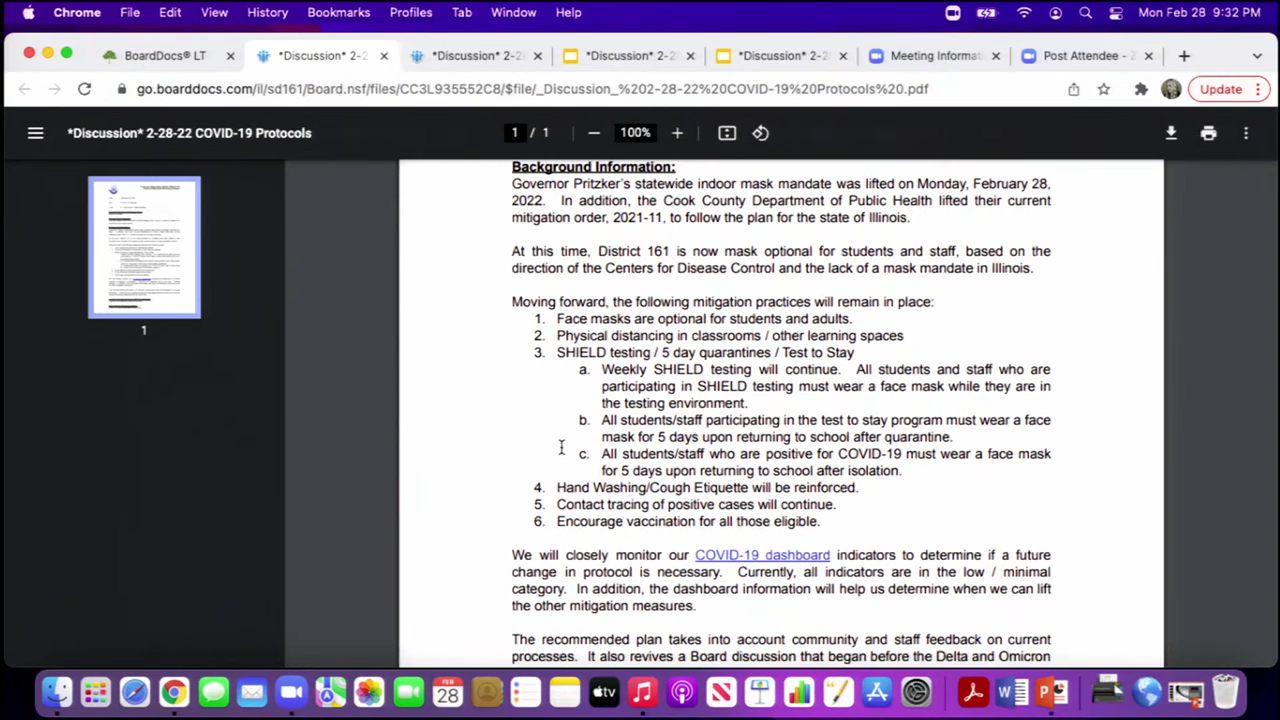 Chrome File Edit View History Bookmarks Profiles Tab Window Help Mon Feb 28 9:32 PM
BoardDocs® LT *Discussion* 2-2 *Discussion* 2-28 *Discussion* 2-2 *Discussion* 2-28 Meeting Informati Post Attendee - Z
go.boarddocs.com/il/sd161/Board.nsf/files/CC3L935552C8/$file/_Discussion_%202-28-22%20COVID-19%20Protocols%20.pdf Update
*Discussion* 2-28-22 COVID-19 Protocols 1 / 1 100%
Background Information:
Governor Pritzker's statewide indoor mask mandate was lifted on Monday, February 28,
2022. In addition, the Cook County Department of Public Health lifted their current
mitigation order, 2021-11, to follow the plan for the state of Illinois.
At this time, District 161 is now mask optional for students and staff, based on the
direction of the Centers for Disease Control and the lack of a mask mandate in Illinois.
Moving forward, the following mitigation practices will remain in place:
1. Face masks are optional for students and adults.
2. Physical distancing in classrooms / other learning spaces
3. SHIELD testing / 5 day quarantines / Test to Stay
a. Weekly SHIELD testing will continue. All students and staff who are
participating in SHIELD testing must wear a face mask while they are in
the testing environment.
b. All students/staff participating in the test to stay program must wear a face
mask for 5 days upon returning to school after quarantine.
c. All students/staff who are positive for COVID-19 must wear a face mask
for 5 days upon returning to school after isolation.
4. Hand Washing/Cough Etiquette will be reinforced.
5. Contact tracing of positive cases will continue.
6. Encourage vaccination for all those eligible.
We will closely monitor our COVID-19 dashboard indicators to determine if a future
change in protocol is necessary. Currently, all indicators are in the low / minimal
category. In addition, the dashboard information will help us determine when we can lift
the other mitigation measures.
The recommended plan takes into account community and staff feedback on current
processes. It also revives a Board discussion that began before the Delta and Omicron
1
FEB
28
tv